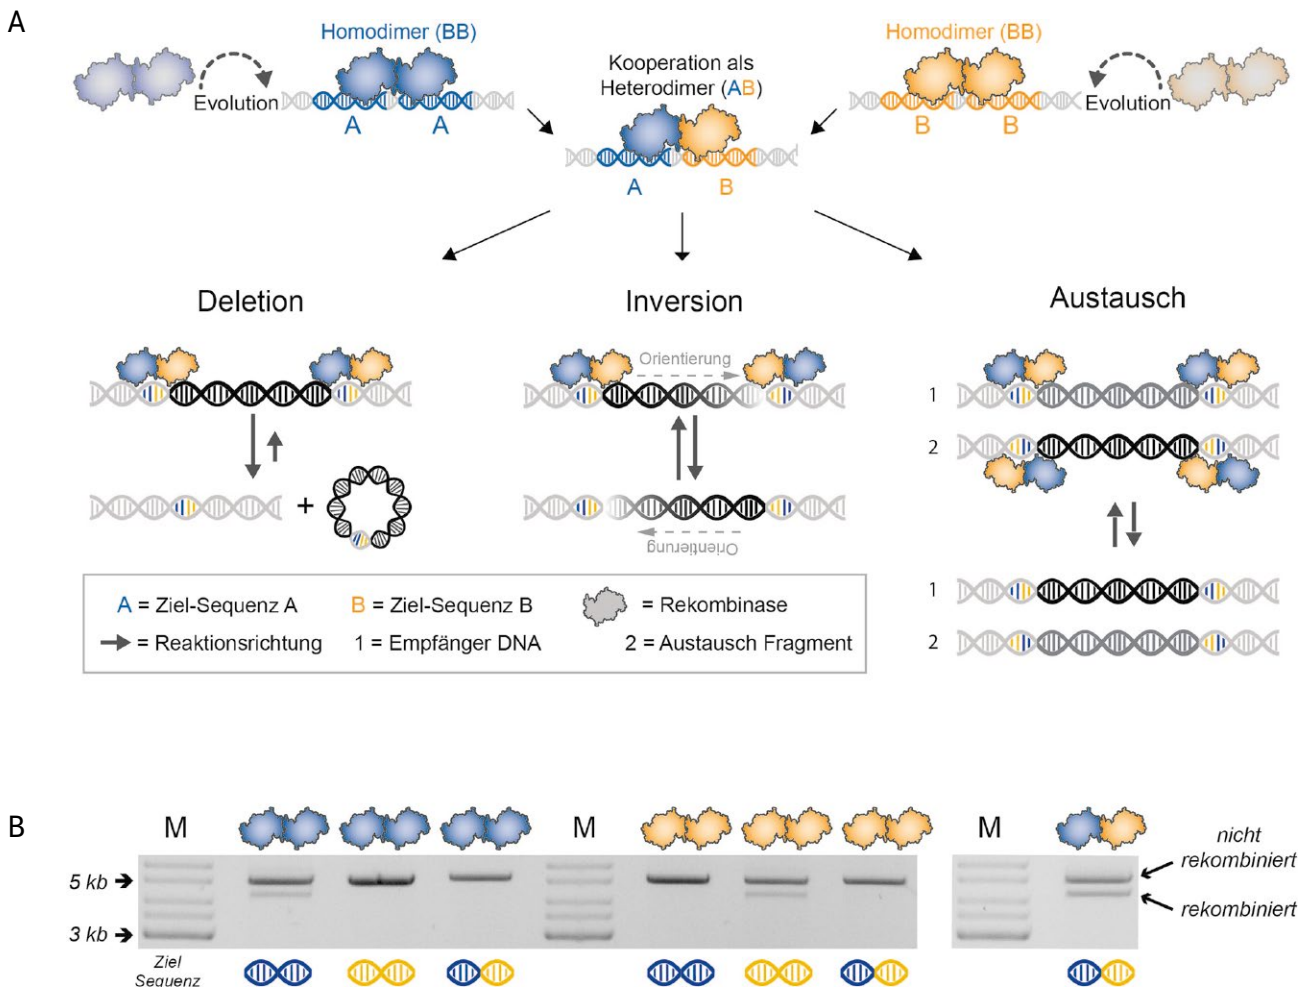 A
Homodimer (BB)
Evolution
A A
Kooperation als
Heterodimer (AB)
A B
Homodimer (BB)
Evolution
B B
Deletion
+
Inversion
Orientierung
Orientierung
Austausch
1
2
1
2
A = Ziel-Sequenz A B = Ziel-Sequenz B = Rekombinase
= Reaktionsrichtung 1 = Empfänger DNA 2 = Austausch Fragment
B
M M M
nicht
rekombiniert
5 kb
rekombiniert
3 kb
Ziel
Sequenz